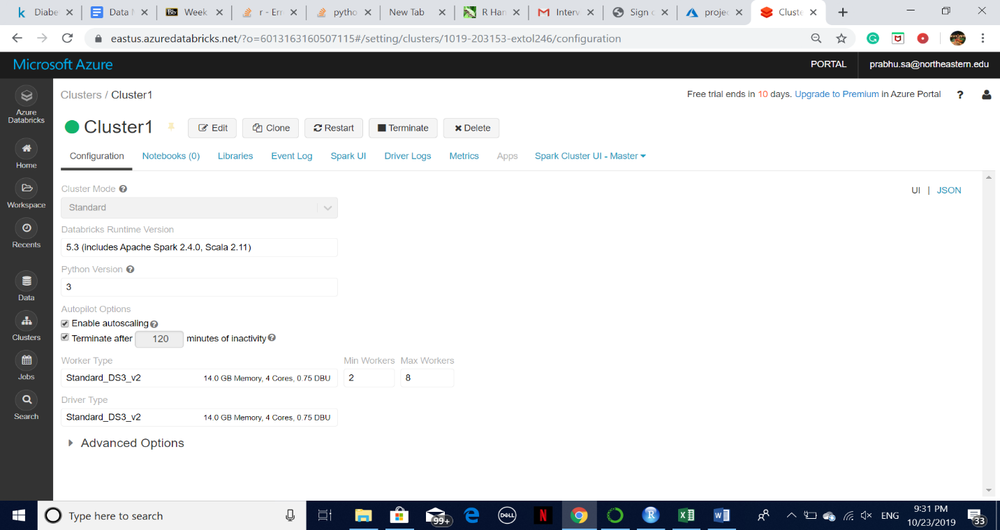 Diabe
Data M
Bb Week
r - Err
pytho
New Tab
R Han
Interv
Sign o
projec
Cluste
eastus.azuredatabricks.net/?o=6013163160507115#/setting/clusters/1019-203153-extol246/configuration
Microsoft Azure
PORTAL
prabhu.sa@northeastern.edu
Azure
Databricks
Home
Workspace
Recents
Data
Clusters
Jobs
Search
Clusters / Cluster1
Free trial ends in 10 days. Upgrade to Premium in Azure Portal ?
Cluster1
Edit
Clone
Restart
Terminate
Delete
Configuration
Notebooks (0)
Libraries
Event Log
Spark UI
Driver Logs
Metrics
Apps
Spark Cluster UI - Master
UI | JSON
Cluster Mode ?
Standard
Databricks Runtime Version
5.3 (includes Apache Spark 2.4.0, Scala 2.11)
Python Version ?
3
Autopilot Options
Enable autoscaling ?
Terminate after 120 minutes of inactivity ?
Worker Type
Min Workers
Max Workers
Standard_DS3_v2
14.0 GB Memory, 4 Cores, 0.75 DBU
2
8
Driver Type
Standard_DS3_v2
14.0 GB Memory, 4 Cores, 0.75 DBU
Advanced Options
Type here to search
99+
DELL
N
R
X
W
ENG
9:31 PM
10/23/2019
33